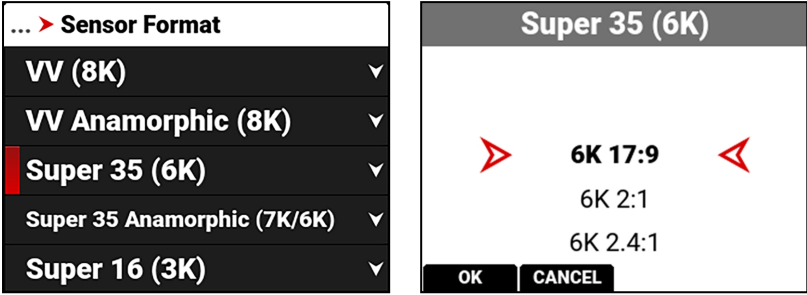 ... Sensor Format
VV (8K)
VV Anamorphic (8K)
Super 35 (6K)
Super 35 Anamorphic (7K/6K)
Super 16 (3K)
Super 35 (6K)
6K 17:9
6K 2:1
6K 2.4:1
OK CANCEL